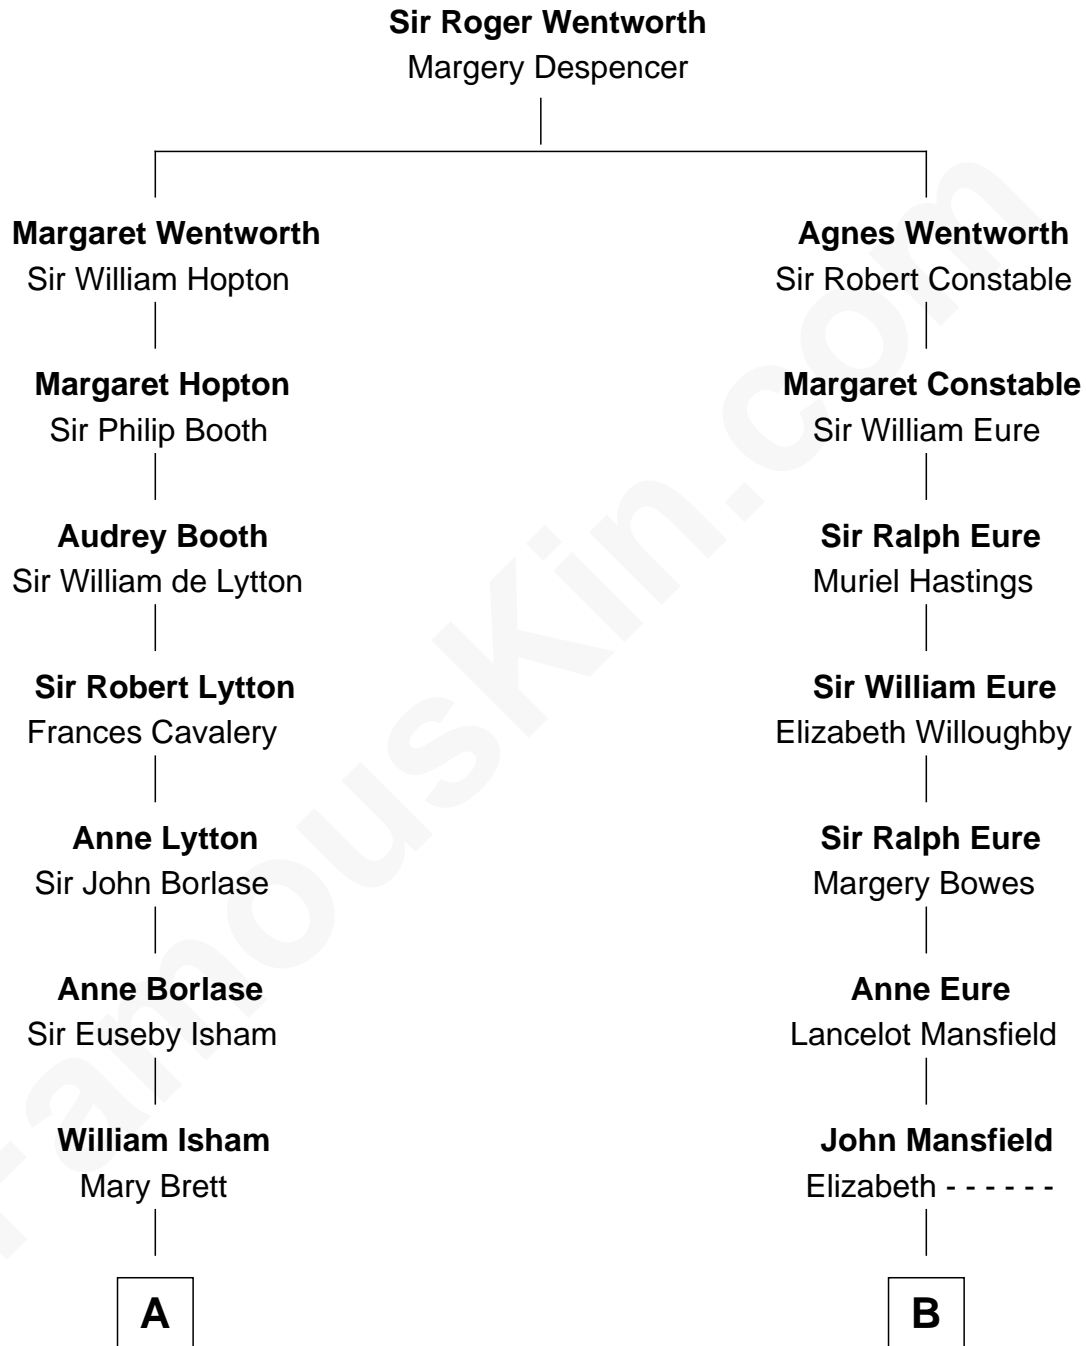 Sir Roger Wentworth
Margery Despencer
Margaret Wentworth
Sir William Hopton
Agnes Wentworth
Sir Robert Constable
Margaret Hopton
Sir Philip Booth
Margaret Constable
Sir William Eure
Audrey Booth
Sir William de Lytton
Sir Ralph Eure
Muriel Hastings
Sir Robert Lytton
Frances Cavalery
Sir William Eure
Elizabeth Willoughby
Anne Lytton
Sir John Borlase
Sir Ralph Eure
Margery Bowes
Anne Borlase
Sir Euseby Isham
Anne Eure
Lancelot Mansfield
William Isham
Mary Brett
John Mansfield
Elizabeth - - - - - -
A
B
FamousKin.com